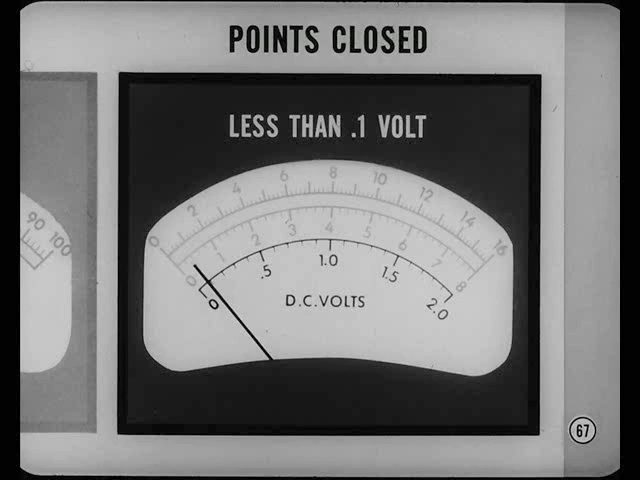 POINTS CLOSED
LESS THAN .1 VOLT
0 2 4 6 8 10 12 14 16
0 1 2 3 4 5 6 7 8
0 .5 1.0 1.5 2.0
D.C. VOLTS
90 100
67